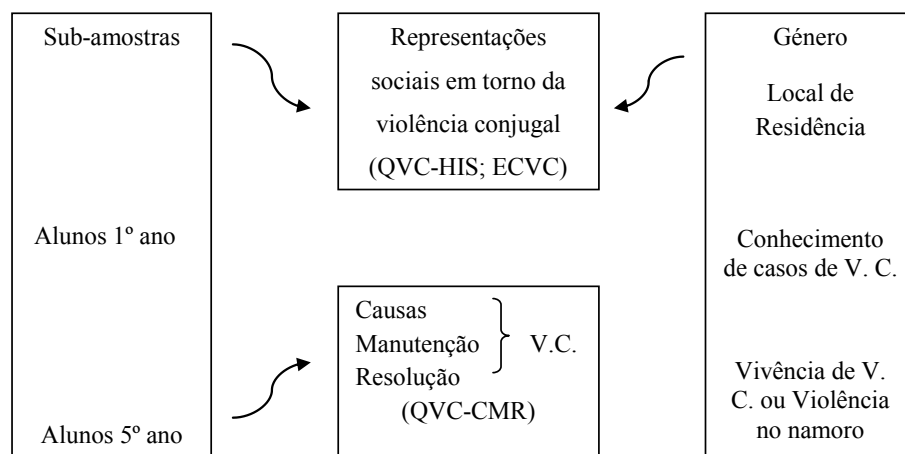 Sub-amostras
Alunos 1º ano
Alunos 5º ano
Representações
sociais em torno da
violência conjugal
(QVC-HIS; ECVC)
Causas
Manutenção
Resolução
V.C.
(QVC-CMR)
Género
Local de
Residência
Conhecimento
de casos de V. C.
Vivência de V.
C. ou Violência
no namoro